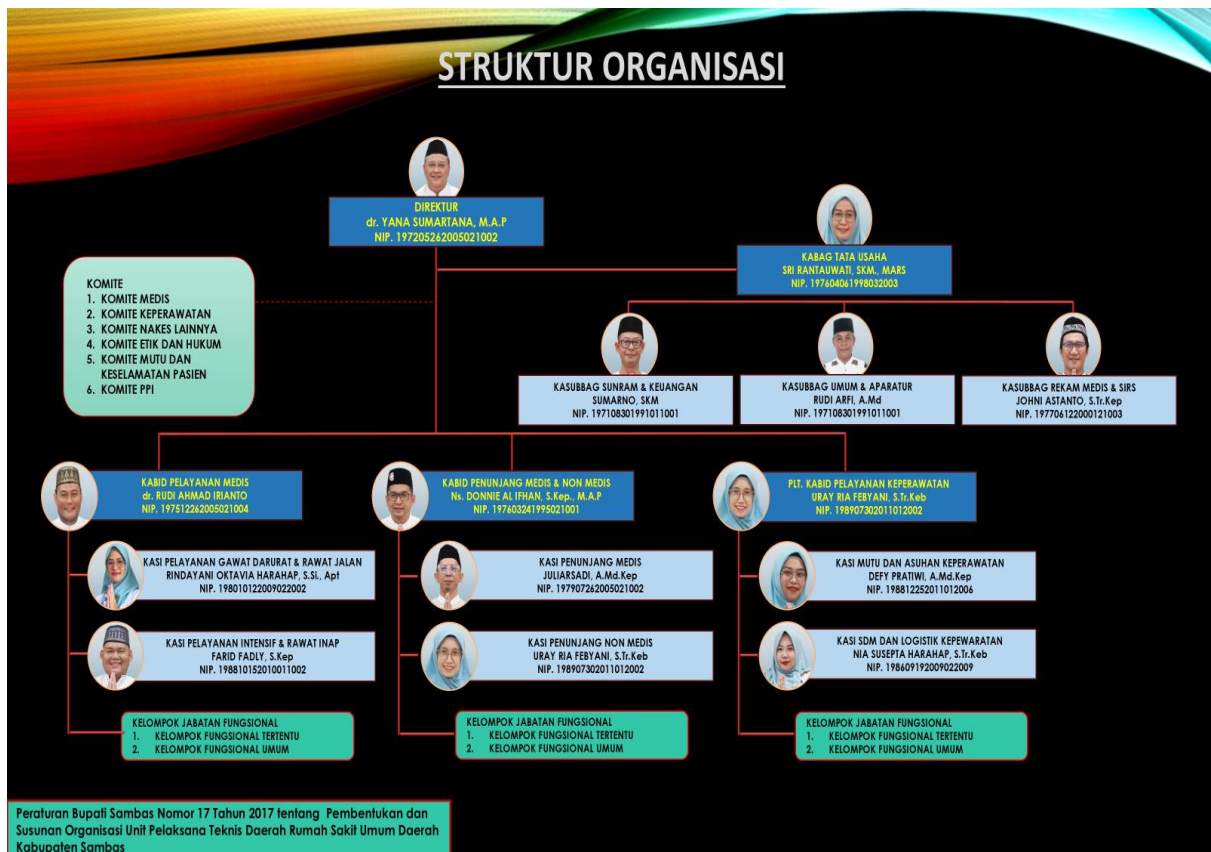 STRUKTUR ORGANISASI
DIREKTUR
dr. YANA SUMARTANA, M.A.P
NIP. 197205262005021002
KABAG TATA USAHA
SRI RANTAUWATI, SKM., MARS
NIP. 197604061998032003
KOMITE
1. KOMITE MEDIS
2. KOMITE KEPERAWATAN
3. KOMITE NAKES LAINNYA
4. KOMITE ETIK DAN HUKUM
5. KOMITE MUTU DAN
KESELAMATAN PASIEN
6. KOMITE PPI
KASUBBAG SUNRAM & KEUANGAN
SUMARNO, SKM
NIP. 197108301991011001
KASUBBAG UMUM & APARATUR
RUDI ARFI, A.Md
NIP. 197108301991011001
KASUBBAG REKAM MEDIS & SIRS
JOHNI ASTANTO, S.Tr.Kep
NIP. 197706122000121003
KABID PELAYANAN MEDIS
dr. RUDI AHMAD IRIANTO
NIP. 197512262005021004
KABID PENUNJANG MEDIS & NON MEDIS
Ns. DONNIE AL IFHAN, S.Kep., M.A.P
NIP. 197603241995021001
PLT. KABID PELAYANAN KEPERAWATAN
URAY RIA FEBYANI, S.Tr.Keb
NIP. 198907302011012002
KASI PELAYANAN GAWAT DARURAT & RAWAT JALAN
RINDAYANI OKTAVIA HARAHAP, S.Si., Apt
NIP. 198010122009022002
KASI PENUNJANG MEDIS
JULIARSADI, A.Md.Kep
NIP. 197907262005021002
KASI MUTU DAN ASUHAN KEPERAWATAN
DEFY PRATIWI, A.Md.Kep
NIP. 198812252011012006
KASI PELAYANAN INTENSIF & RAWAT INAP
FARID FADLY, S.Kep
NIP. 198810152010011002
KASI PENUNJANG NON MEDIS
URAY RIA FEBYANI, S.Tr.Keb
NIP. 198907302011012002
KASI SDM DAN LOGISTIK KEPEWARATAN
NIA SUSEPTA HARAHAP, S.Tr.Keb
NIP. 198609192009022009
KELOMPOK JABATAN FUNGSIONAL
1. KELOMPOK FUNGSIONAL TERTENTU
2. KELOMPOK FUNGSIONAL UMUM
KELOMPOK JABATAN FUNGSIONAL
1. KELOMPOK FUNGSIONAL TERTENTU
2. KELOMPOK FUNGSIONAL UMUM
KELOMPOK JABATAN FUNGSIONAL
1. KELOMPOK FUNGSIONAL TERTENTU
2. KELOMPOK FUNGSIONAL UMUM
Peraturan Bupati Sambas Nomor 17 Tahun 2017 tentang Pembentukan dan
Susunan Organisasi Unit Pelaksana Teknis Daerah Rumah Sakit Umum Daerah
Kabupaten Sambas